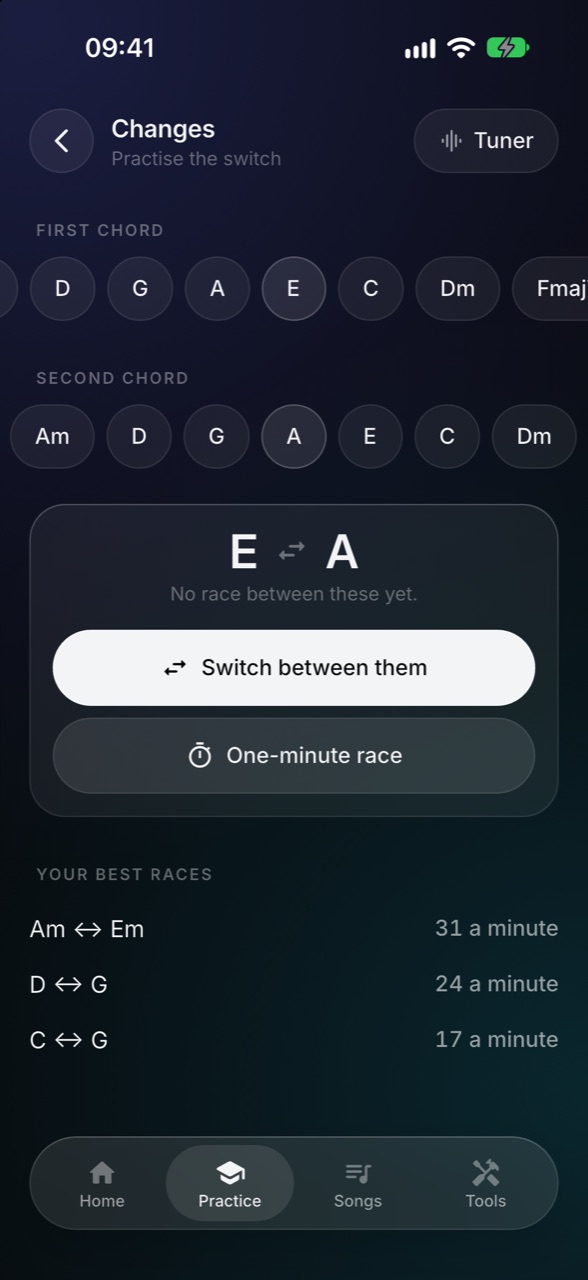 09:41
Changes
Practise the switch
Tuner
FIRST CHORD
D G A E C Dm Fmaj
SECOND CHORD
Am D G A E C Dm
E A
No race between these yet.
Switch between them
One-minute race
YOUR BEST RACES
Am ↔ Em 31 a minute
D ↔ G 24 a minute
C ↔ G 17 a minute
Home Practice Songs Tools